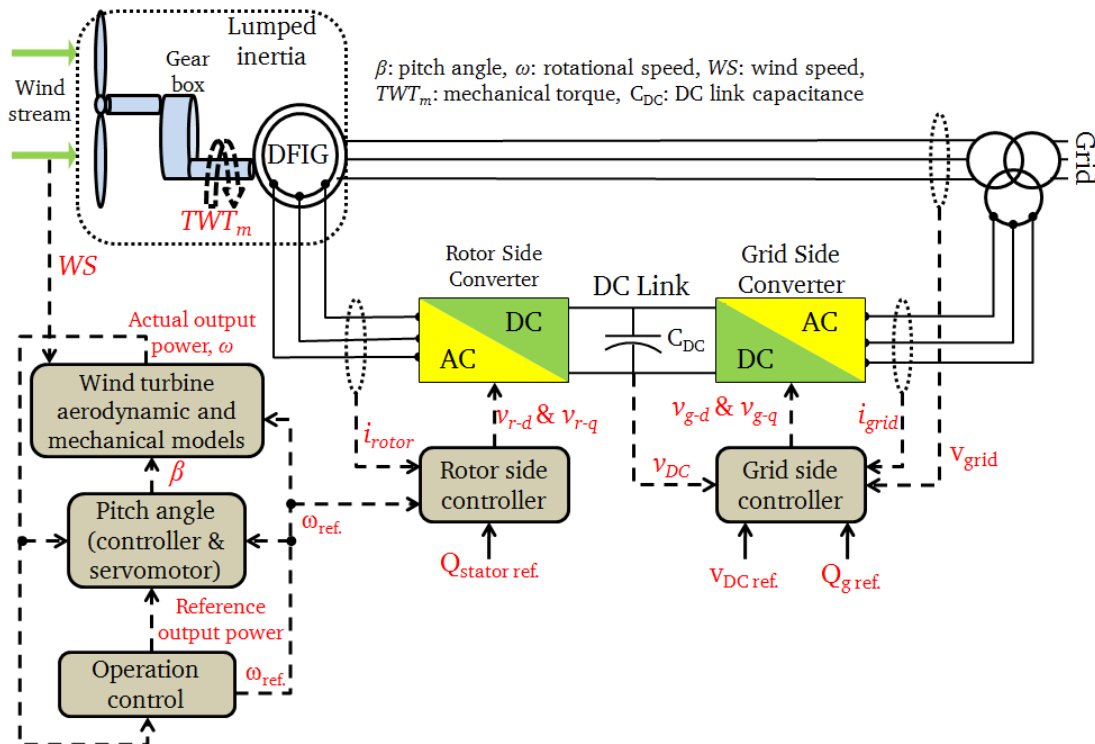 Lumped
inertia
Gear
box
Wind
stream
β: pitch angle, ω: rotational speed, WS: wind speed,
TWTm: mechanical torque, CDC: DC link capacitance
DFIG
Grid
TWTm
WS
Rotor Side
Converter
DC Link
Grid Side
Converter
DC
AC
CDC
AC
DC
Actual output
power, ω
Wind turbine
aerodynamic and
mechanical models
irotor
vr-d & vr-q
vg-d & vg-q
igrid
vgrid
β
Rotor side
controller
vDC
Grid side
controller
Pitch angle
(controller &
servomotor)
ωref.
Qstator ref.
vDC ref.
Qg ref.
Reference
output power
Operation
control
ωref.